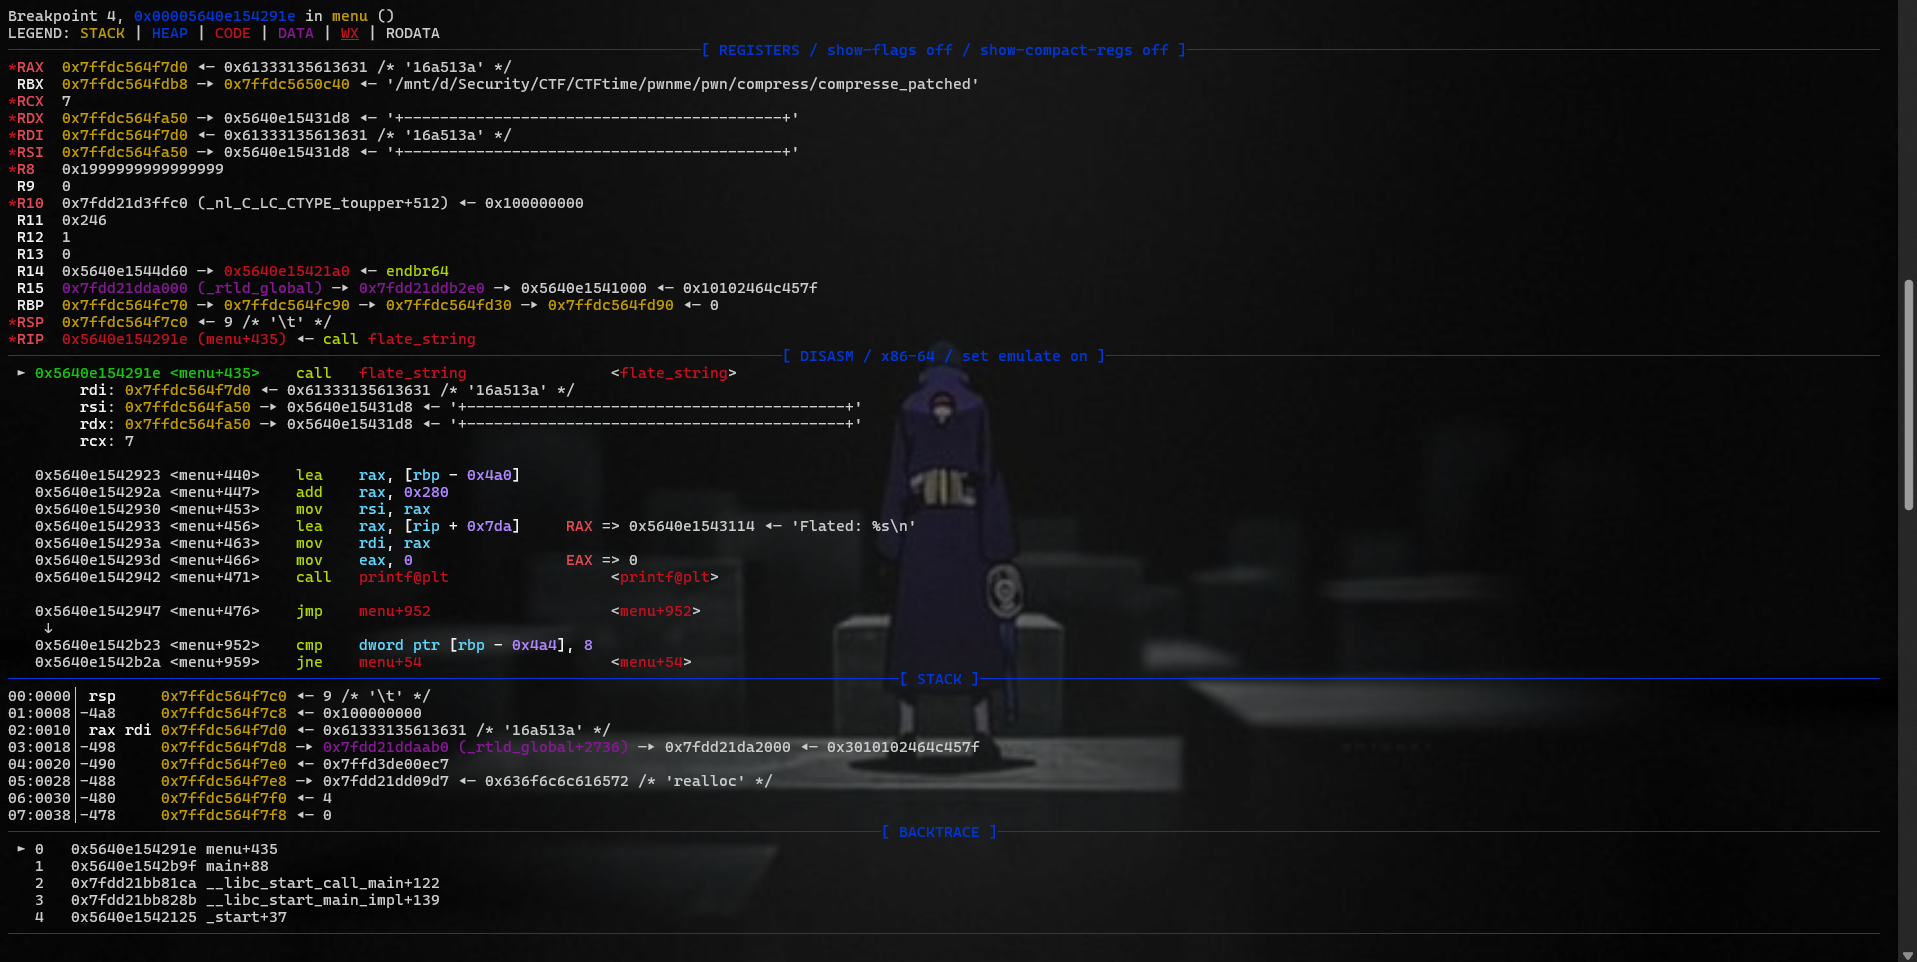 Breakpoint 4, 0x00005640e154291e in menu ()
LEGEND: STACK | HEAP | CODE | DATA | WX | RODATA
[ REGISTERS / show-flags off / show-compact-regs off ]
*RAX  0x7ffdc564f7d0 ◂— 0x61333135613631 /* '16a513a' */
 RBX  0x7ffdc564fdb8 —▸ 0x7ffdc5650c40 ◂— '/mnt/d/Security/CTF/CTFtime/pwnme/pwn/compress/compresse_patched'
*RCX  7
*RDX  0x7ffdc564fa50 —▸ 0x5640e15431d8 ◂— '+------------------------------------------+'
*RDI  0x7ffdc564f7d0 ◂— 0x61333135613631 /* '16a513a' */
*RSI  0x7ffdc564fa50 —▸ 0x5640e15431d8 ◂— '+------------------------------------------+'
*R8   0x1999999999999999
 R9   0
*R10  0x7fdd21d3ffc0 (_nl_C_LC_CTYPE_toupper+512) ◂— 0x100000000
 R11  0x246
 R12  1
 R13  0
 R14  0x5640e1544d60 —▸ 0x5640e15421a0 ◂— endbr64
 R15  0x7fdd21dda000 (_rtld_global) —▸ 0x7fdd21ddb2e0 —▸ 0x5640e1541000 ◂— 0x10102464c457f
 RBP  0x7ffdc564fc70 —▸ 0x7ffdc564fc90 —▸ 0x7ffdc564fd30 —▸ 0x7ffdc564fd90 ◂— 0
*RSP  0x7ffdc564f7c0 ◂— 9 /* '\t' */
*RIP  0x5640e154291e (menu+435) ◂— call flate_string
[ DISASM / x86-64 / set emulate on ]
 ► 0x5640e154291e <menu+435>    call   flate_string                <flate_string>
        rdi: 0x7ffdc564f7d0 ◂— 0x61333135613631 /* '16a513a' */
        rsi: 0x7ffdc564fa50 —▸ 0x5640e15431d8 ◂— '+------------------------------------------+'
        rdx: 0x7ffdc564fa50 —▸ 0x5640e15431d8 ◂— '+------------------------------------------+'
        rcx: 7
   0x5640e1542923 <menu+440>    lea    rax, [rbp - 0x4a0]
   0x5640e154292a <menu+447>    add    rax, 0x280
   0x5640e1542930 <menu+453>    mov    rsi, rax
   0x5640e1542933 <menu+456>    lea    rax, [rip + 0x7da]     RAX => 0x5640e1543114 ◂— 'Flated: %s\n'
   0x5640e154293a <menu+463>    mov    rdi, rax
   0x5640e154293d <menu+466>    mov    eax, 0                 EAX => 0
   0x5640e1542942 <menu+471>    call   printf@plt                  <printf@plt>
   0x5640e1542947 <menu+476>    jmp    menu+952                    <menu+952>
    ↓
   0x5640e1542b23 <menu+952>    cmp    dword ptr [rbp - 0x4a4], 8
   0x5640e1542b2a <menu+959>    jne    menu+54                     <menu+54>
[ STACK ]
00:0000│ rsp     0x7ffdc564f7c0 ◂— 9 /* '\t' */
01:0008│-4a8     0x7ffdc564f7c8 ◂— 0x100000000
02:0010│ rax rdi 0x7ffdc564f7d0 ◂— 0x61333135613631 /* '16a513a' */
03:0018│-498     0x7ffdc564f7d8 —▸ 0x7fdd21ddaab0 (_rtld_global+2736) —▸ 0x7fdd21da2000 ◂— 0x3010102464c457f
04:0020│-490     0x7ffdc564f7e0 ◂— 0x7ffd3de00ec7
05:0028│-488     0x7ffdc564f7e8 —▸ 0x7fdd21dd09d7 ◂— 0x636f6c6c616572 /* 'realloc' */
06:0030│-480     0x7ffdc564f7f0 ◂— 4
07:0038│-478     0x7ffdc564f7f8 ◂— 0
[ BACKTRACE ]
 ► 0   0x5640e154291e menu+435
   1   0x5640e1542b9f main+88
   2   0x7fdd21bb81ca __libc_start_call_main+122
   3   0x7fdd21bb828b __libc_start_main_impl+139
   4   0x5640e1542125 _start+37